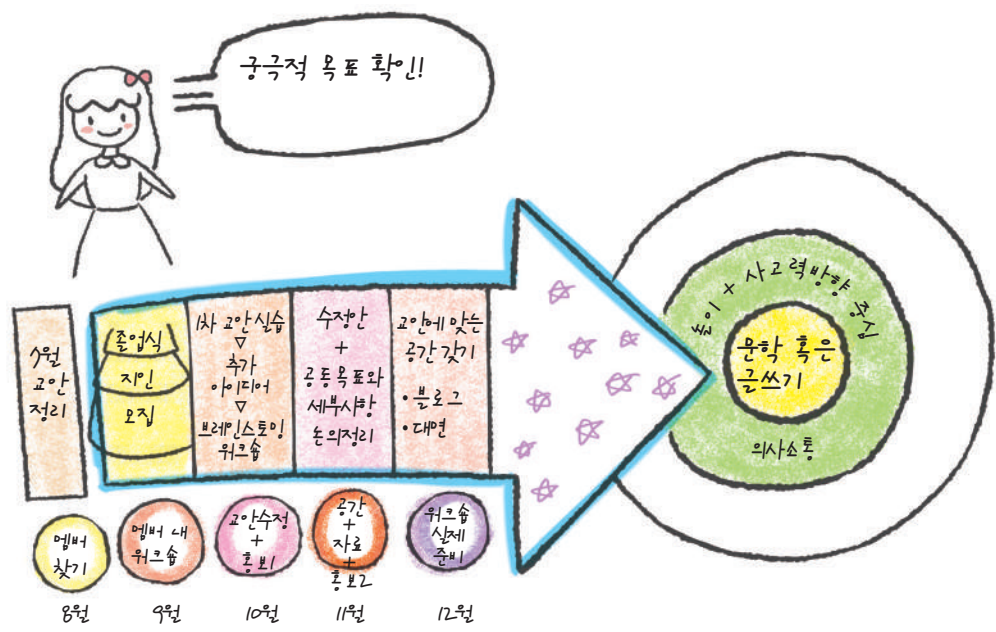 궁극적 목표 확인!
9월
교안
정리
졸업식
지인
모집
1차 교안 실습
▽
추가
아이디어
▽
브레인스토밍
워크숍
수정안
+
공통목표와
세부사항
논의정리
교안에 맞는
공간 갖기
• 블로그
• 대면
놀이 + 사고력방향 중심
문학 혹은
글쓰기
의사소통
멤버
찾기
멤버 내
워크숍
교안수정
+
홍보1
공간
+
자료
+
홍보2
워크숍
실제
준비
8월
9월
10월
11월
12월